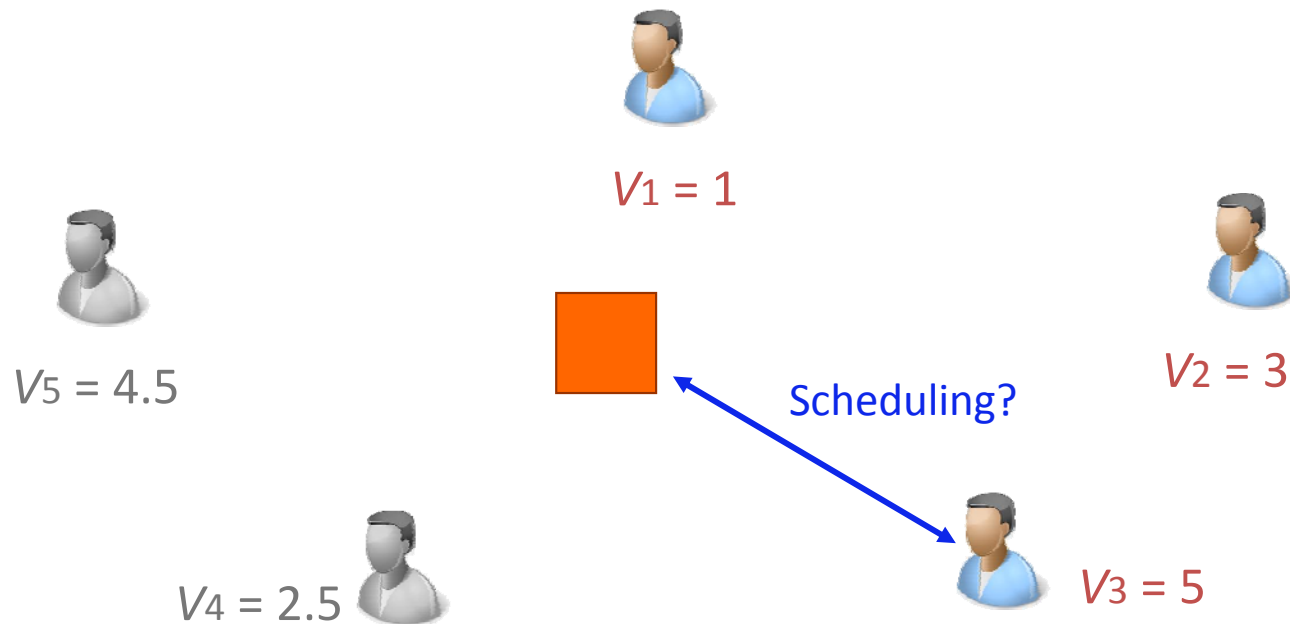 V1 = 1
V2 = 3
V5 = 4.5
Scheduling?
V4 = 2.5
V3 = 5